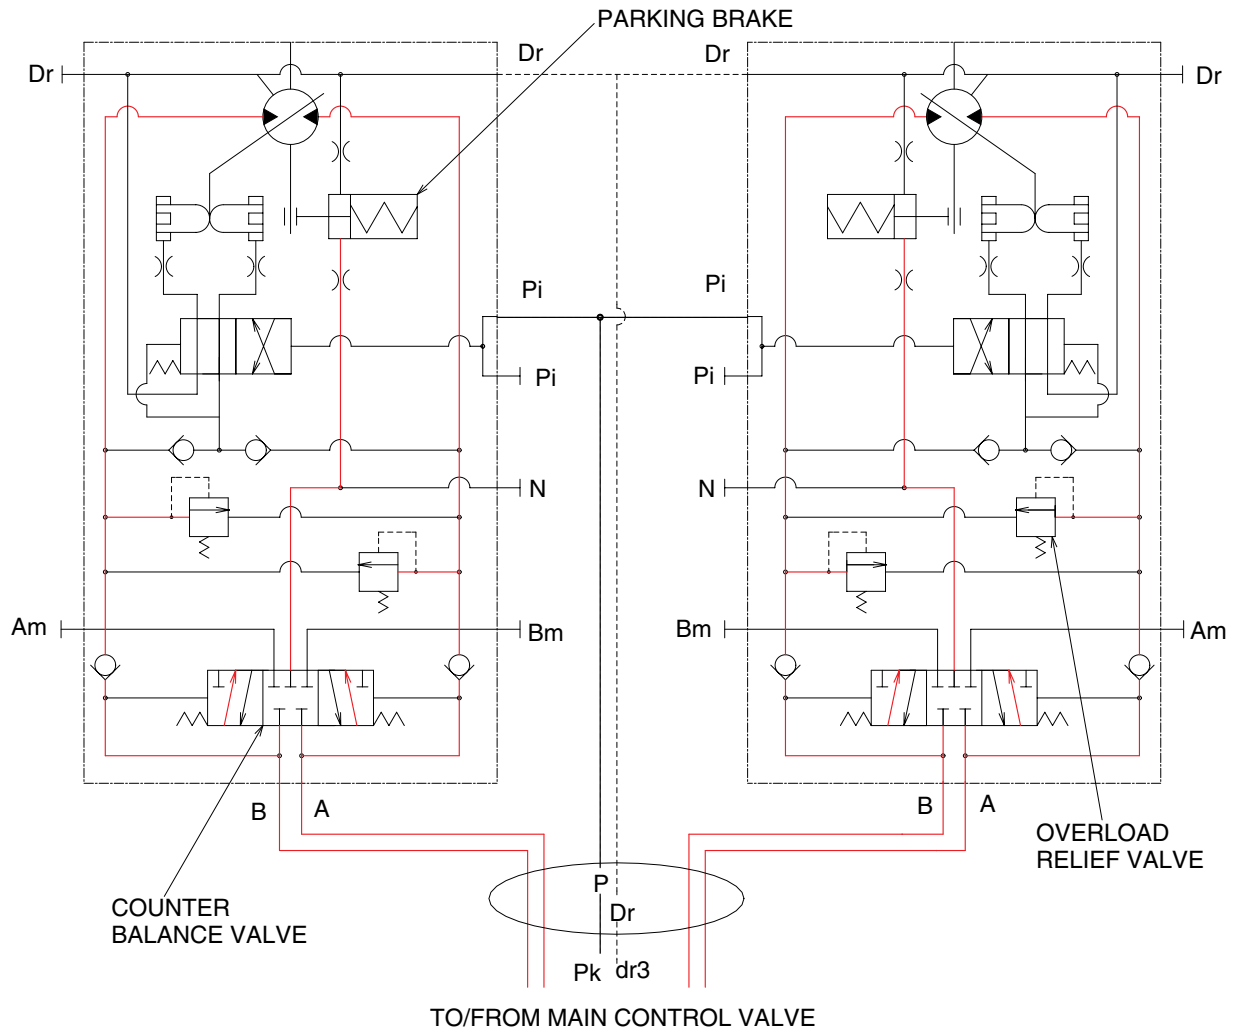 PARKING BRAKE
Dr
Dr
Dr
Dr
Pi
Pi
Pi
Pi
N
N
Am
Bm
Bm
Am
B
A
B
A
OVERLOAD
RELIEF VALVE
COUNTER
BALANCE VALVE
P
Dr
Pk
dr3
TO/FROM MAIN CONTROL VALVE